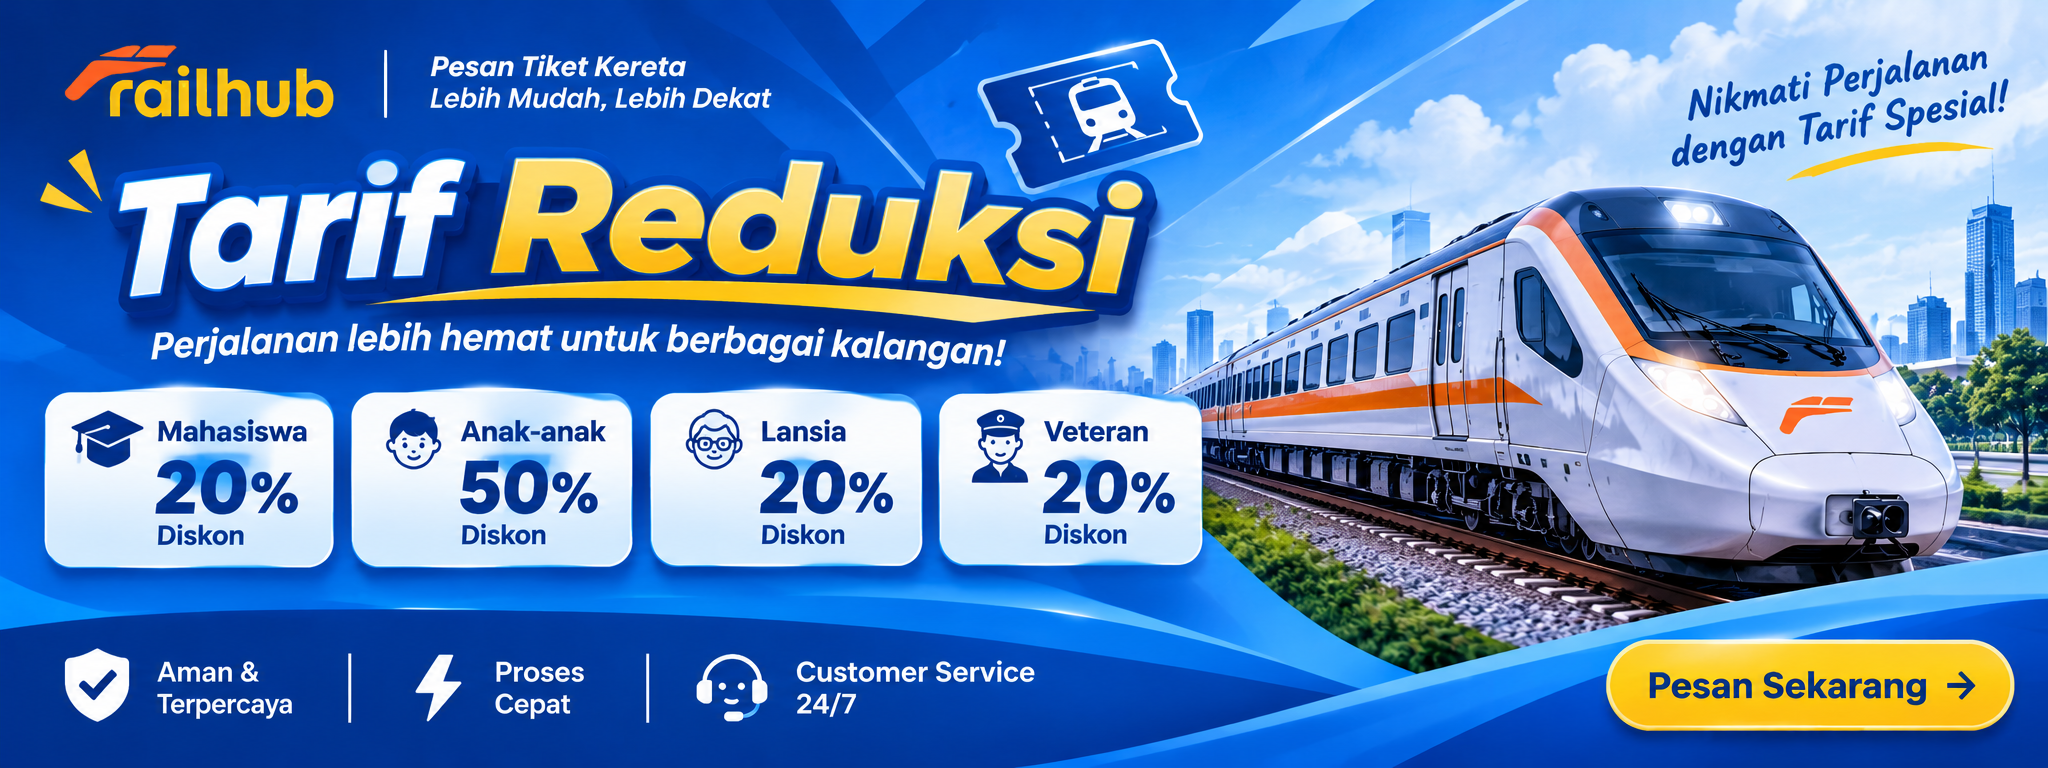 railhub
Pesan Tiket Kereta
Lebih Mudah, Lebih Dekat
Nikmati Perjalanan
dengan Tarif Spesial!
Tarif Reduksi
Perjalanan lebih hemat untuk berbagai kalangan!
Mahasiswa
20%
Diskon
Anak-anak
50%
Diskon
Lansia
20%
Diskon
Veteran
20%
Diskon
Aman &
Terpercaya
Proses
Cepat
Customer Service
24/7
Pesan Sekarang →